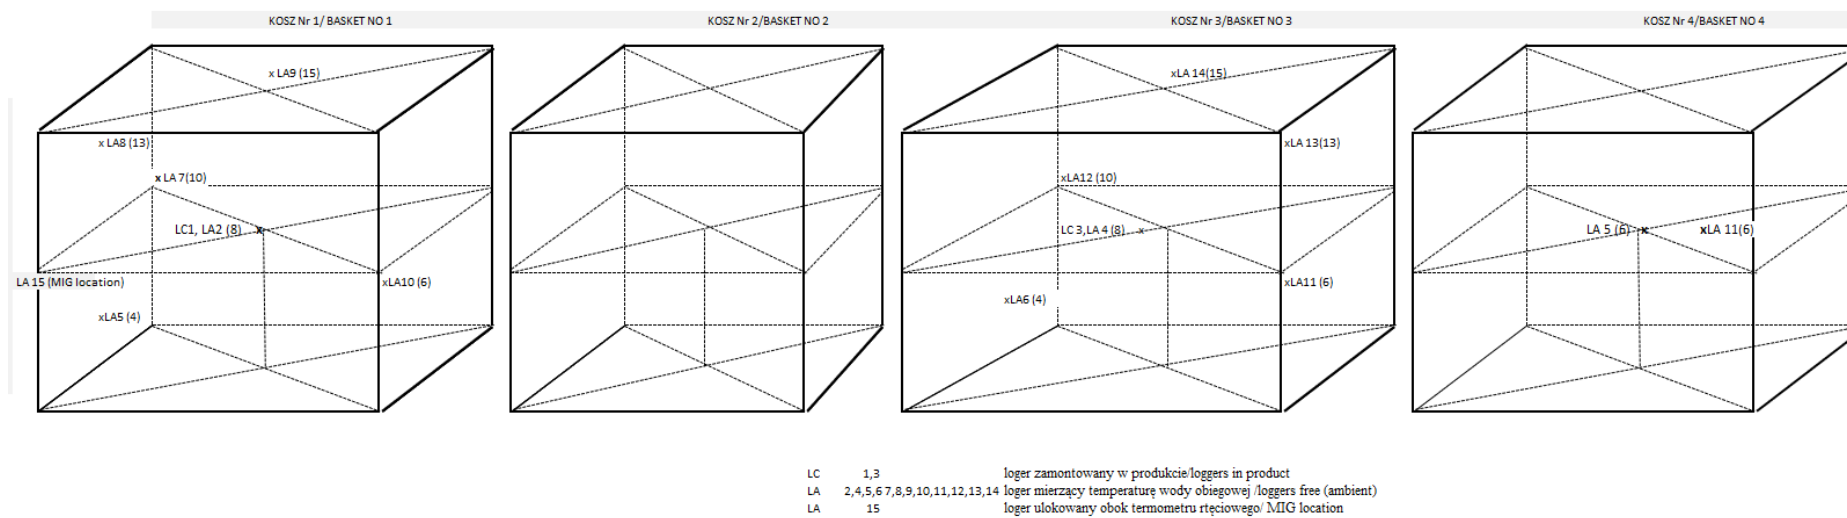 KOSZ Nr 1/ BASKET NO 1
KOSZ Nr 2/BASKET NO 2
KOSZ Nr 3/BASKET NO 3
KOSZ Nr 4/BASKET NO 4
x LA9 (15)
xLA 14(15)
x LA8 (13)
xLA 13(13)
x LA 7(10)
xLA12 (10)
LC1, LA2 (8) x
LC 3,LA 4 (8) x
LA 5 (6) x
xLA 11(6)
LA 15 (MIG location)
xLA10 (6)
xLA11 (6)
xLA6 (4)
xLA5 (4)
LC 1,3 loger zamontowany w produkcie/loggers in product
LA 2,4,5,6 7,8,9,10,11,12,13,14 loger mierzący temperaturę wody obiegowej /loggers free (ambient)
LA 15 loger ulokowany obok termometru rtęciowego/ MIG location